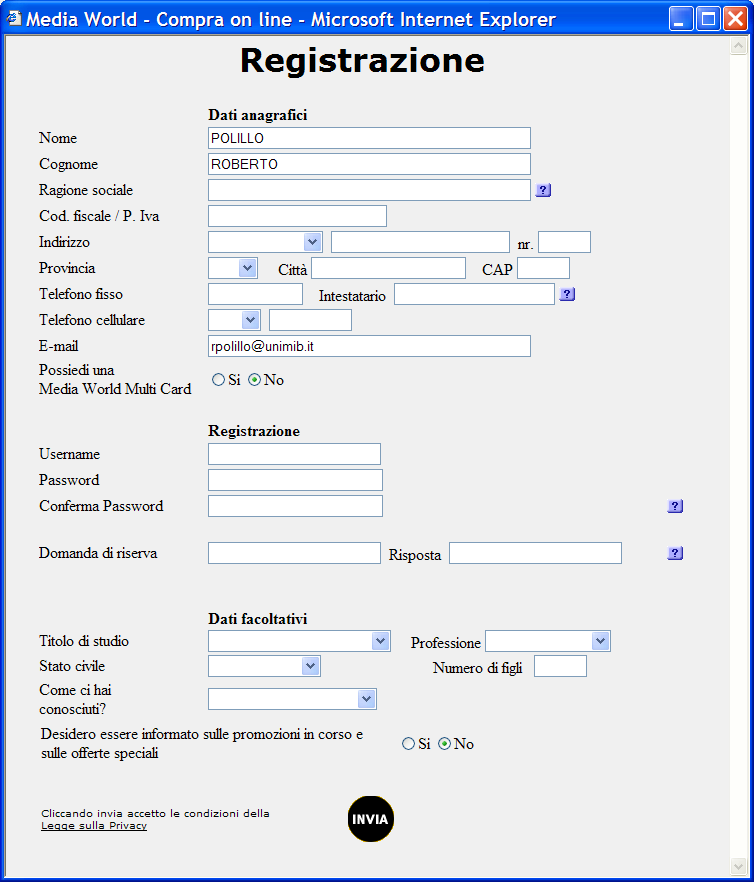 Media World - Compra on line - Microsoft Internet Explorer
Registrazione
Dati anagrafici
Nome POLILLO
Cognome ROBERTO
Ragione sociale ?
Cod. fiscale / P. Iva
Indirizzo nr.
Provincia Città CAP
Telefono fisso Intestatario ?
Telefono cellulare
E-mail rpolillo@unimib.it
Possiedi una
Media World Multi Card Si No
Registrazione
Username
Password
Conferma Password ?
Domanda di riserva Risposta ?
Dati facoltativi
Titolo di studio Professione
Stato civile Numero di figli
Come ci hai
conosciuti?
Desidero essere informato sulle promozioni in corso e
sulle offerte speciali Si No
Cliccando invia accetto le condizioni della
Legge sulla Privacy
INVIA